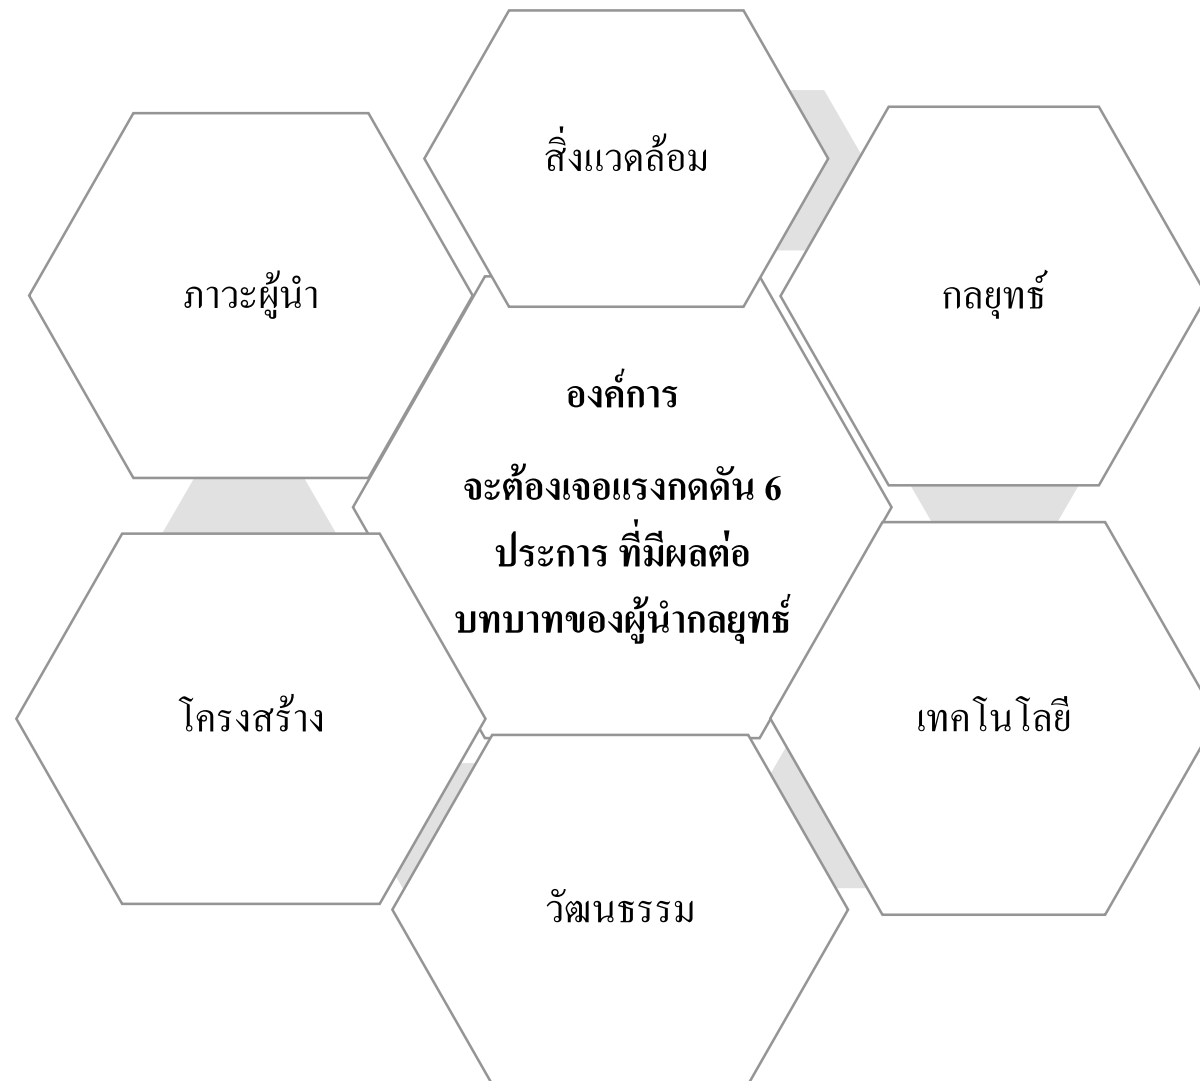 สิ่งแวดล้อม
ภาวะผู้นำ
กลยุทธ์
องค์การ
จะต้องเจอแรงกดดัน 6
ประการ ที่มีผลต่อ
บทบาทของผู้นำกลยุทธ์
โครงสร้าง
เทคโนโลยี
วัฒนธรรม